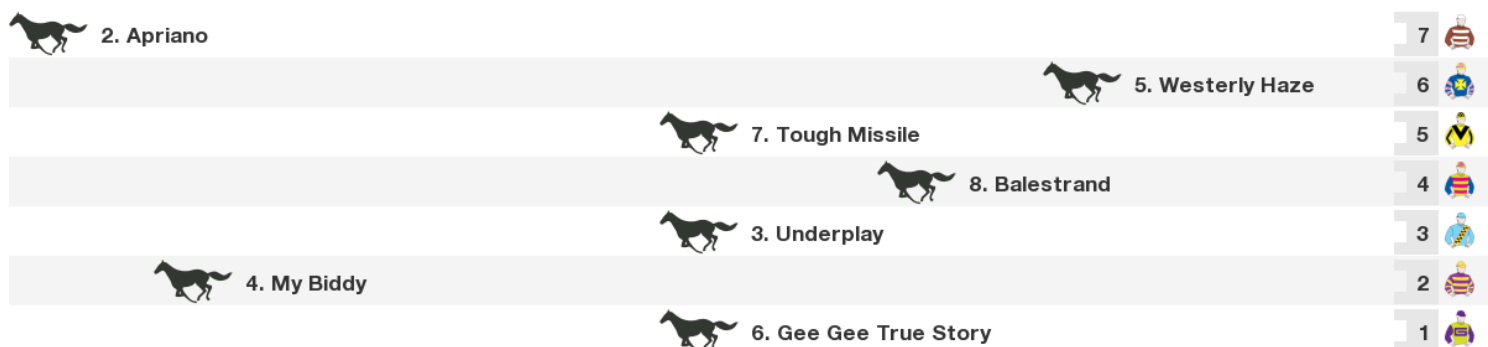 2. Apriano 7
5. Westerly Haze 6
7. Tough Missile 5
8. Balestrand 4
3. Underplay 3
4. My Biddy 2
6. Gee Gee True Story 1